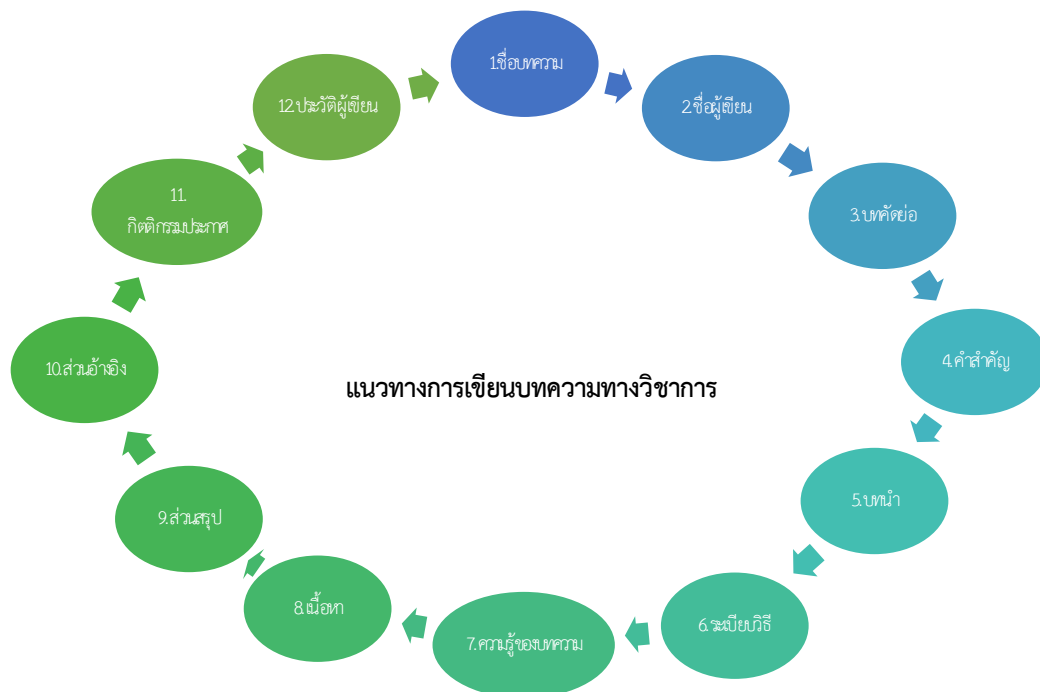 1.ชื่อบทความ
2.ชื่อผู้เขียน
3.บทคัดย่อ
4.คำสำคัญ
5.บทนำ
6.ระเบียบวิธี
7.ความรู้ของบทความ
8.เนื้อหา
9.ส่วนสรุป
10.ส่วนอ้างอิง
11.
กิตติกรรมประกาศ
12.ประวัติผู้เขียน
แนวทางการเขียนบทความทางวิชาการ